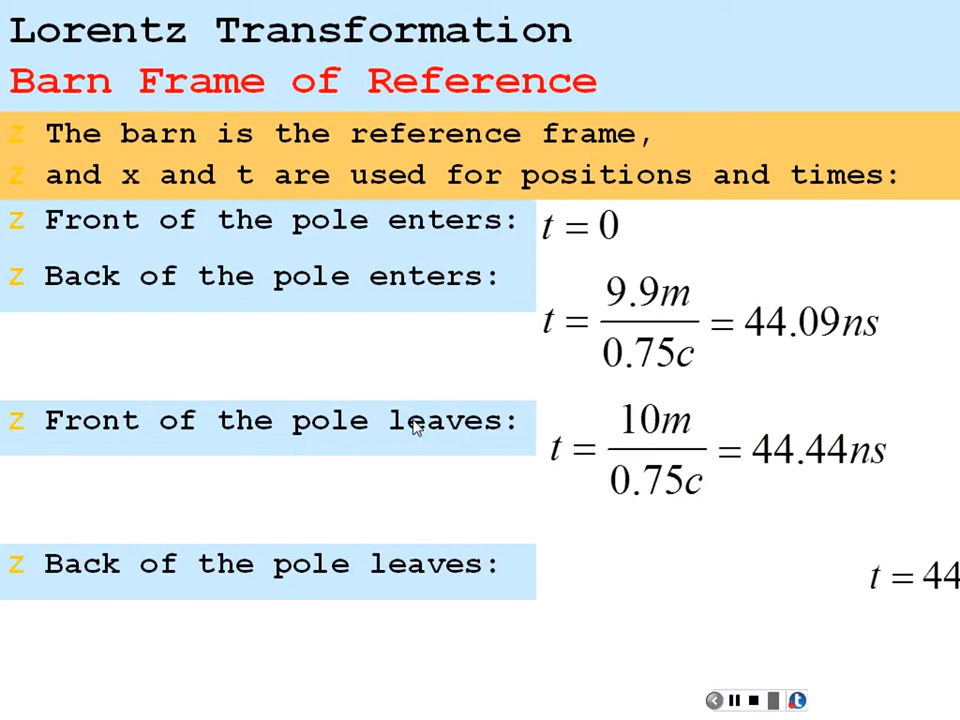 Lorentz Transformation
Barn Frame of Reference
Z The barn is the reference frame,
Z and x and t are used for positions and times:
Z Front of the pole enters: t = 0
Z Back of the pole enters: t = 9.9m / 0.75c = 44.09ns
Z Front of the pole leaves: t = 10m / 0.75c = 44.44ns
Z Back of the pole leaves: t = 44